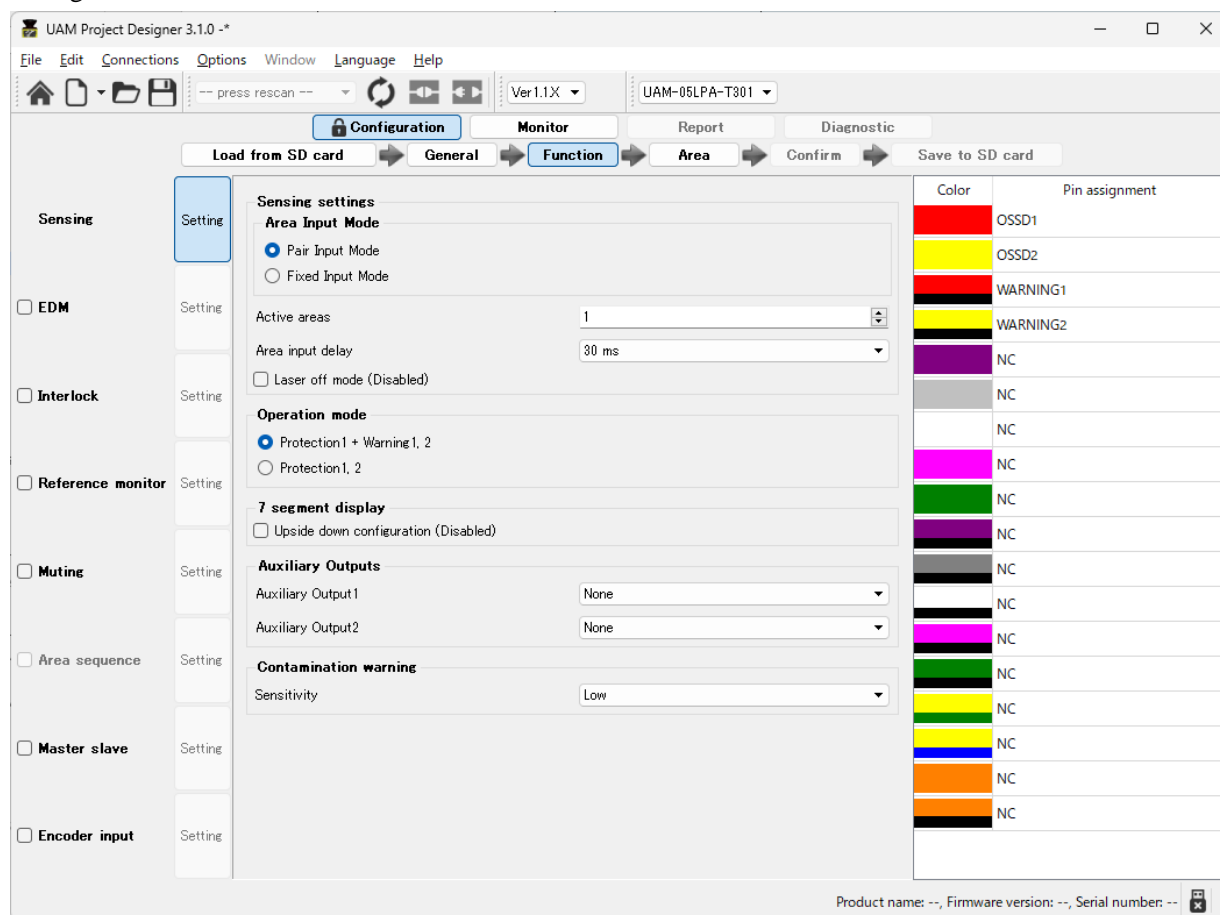 UAM Project Designer 3.1.0 -*
File Edit Connections Options Window Language Help
-- press rescan -- Ver1.1X UAM-05LPA-T301
Configuration Monitor Report Diagnostic
Load from SD card General Function Area Confirm Save to SD card
Sensing Setting
EDM Setting
Interlock Setting
Reference monitor Setting
Muting Setting
Area sequence Setting
Master slave Setting
Encoder input Setting
Sensing settings
Area Input Mode
Pair Input Mode
Fixed Input Mode
Active areas 1
Area input delay 30 ms
Laser off mode (Disabled)
Operation mode
Protection1 + Warning1, 2
Protection1, 2
7 segment display
Upside down configuration (Disabled)
Auxiliary Outputs
Auxiliary Output1 None
Auxiliary Output2 None
Contamination warning
Sensitivity Low
Color Pin assignment
OSSD1
OSSD2
WARNING1
WARNING2
NC
NC
NC
NC
NC
NC
NC
NC
NC
NC
NC
NC
NC
NC
Product name: --, Firmware version: --, Serial number: --